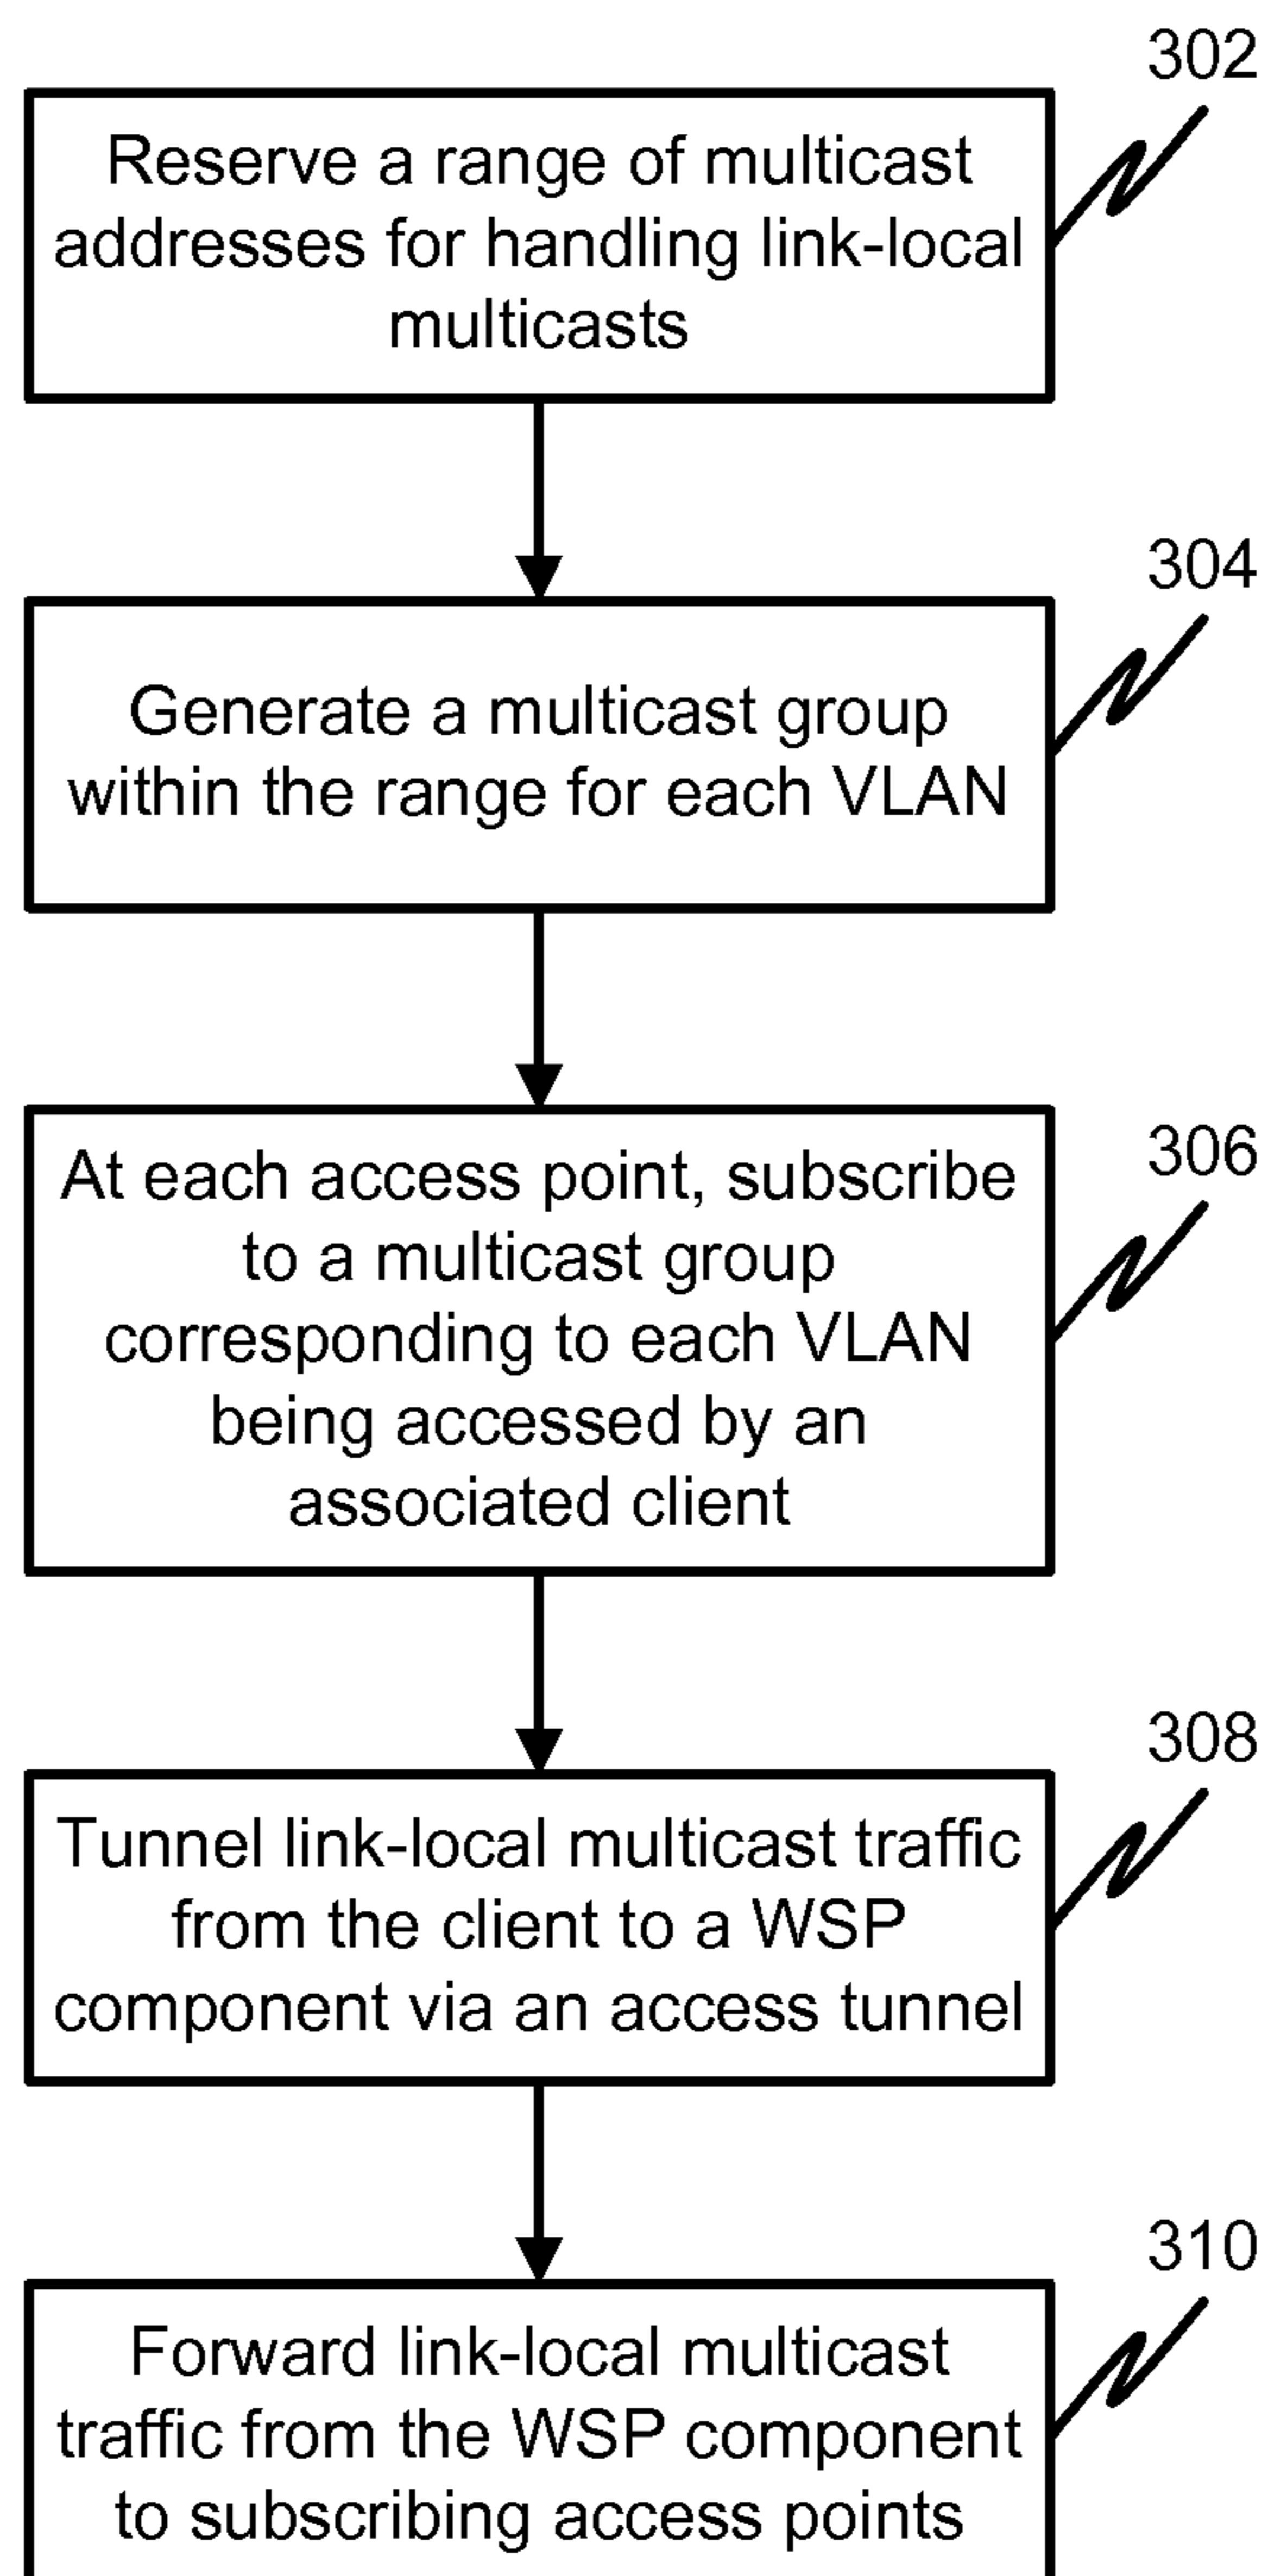 302
Reserve a range of multicast
addresses for handling link-local
multicasts
304
Generate a multicast group
within the range for each VLAN
306
At each access point, subscribe
to a multicast group
corresponding to each VLAN
being accessed by an
associated client
308
Tunnel link-local multicast traffic
from the client to a WSP
component via an access tunnel
310
Forward link-local multicast
traffic from the WSP component
to subscribing access points